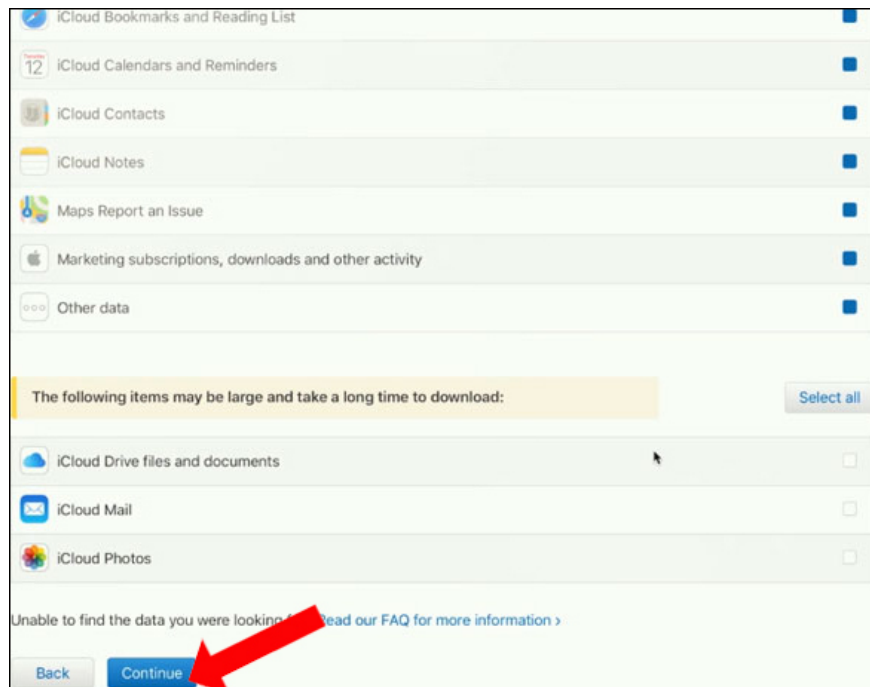 iCloud Bookmarks and Reading List
Tuesday
12
iCloud Calendars and Reminders
iCloud Contacts
iCloud Notes
Maps Report an Issue
Marketing subscriptions, downloads and other activity
Other data
The following items may be large and take a long time to download:
Select all
iCloud Drive files and documents
iCloud Mail
iCloud Photos
Unable to find the data you were looking Read our FAQ for more information ›
Back
Continue